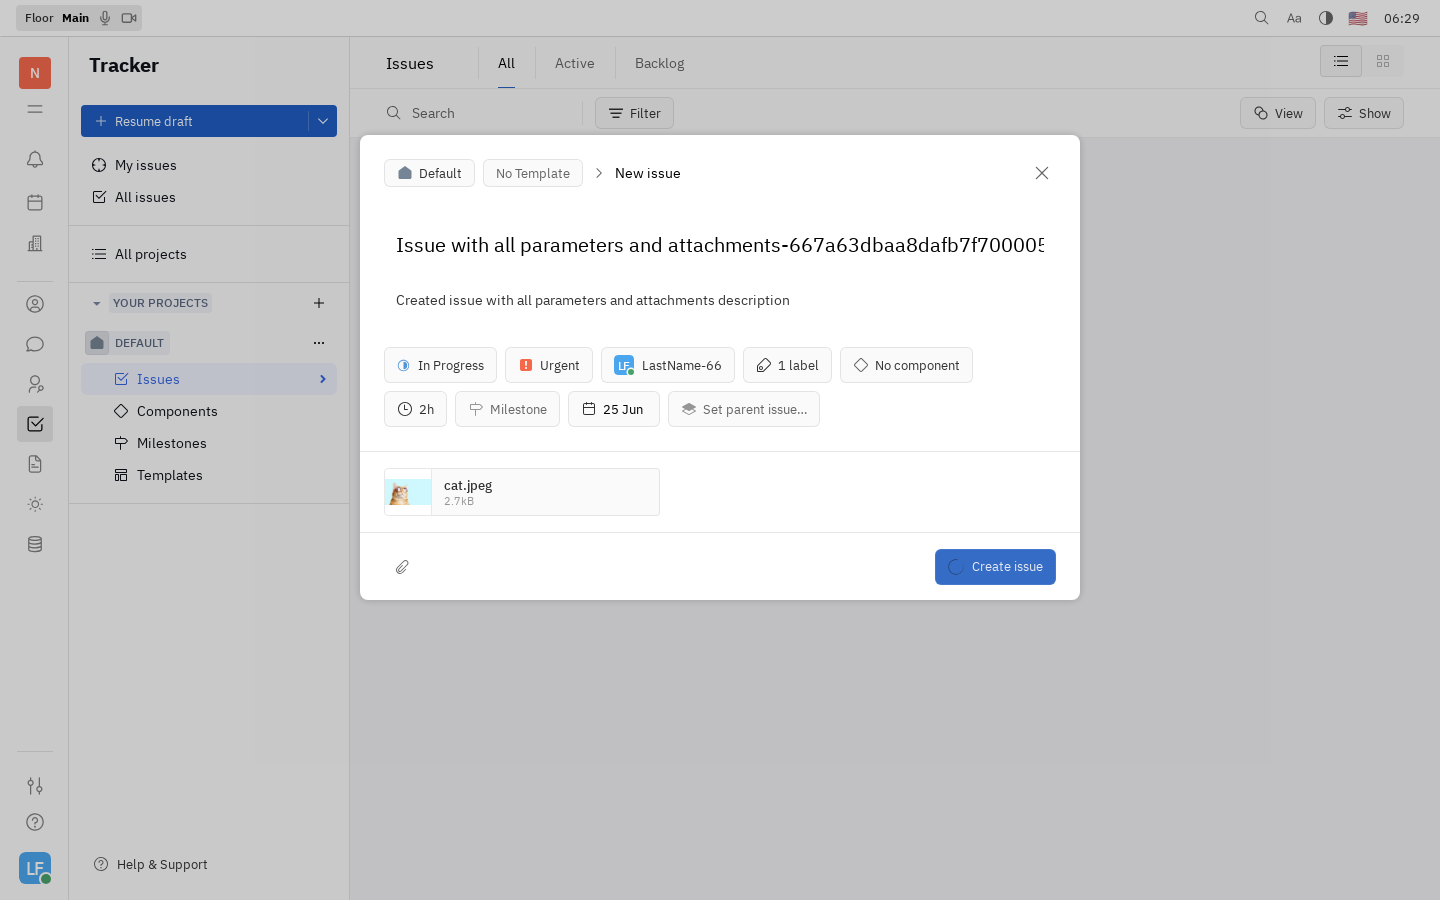 Floor Main
Aa
06:29
N
Tracker
Issues
All
Active
Backlog
Resume draft
Search
Filter
View
Show
My issues
All issues
All projects
YOUR PROJECTS
DEFAULT
Issues
Components
Milestones
Templates
Help & Support
LF
Default
No Template
New issue
Issue with all parameters and attachments-667a63dbaa8dafb7f700005
Created issue with all parameters and attachments description
In Progress
Urgent
LF LastName-66
1 label
No component
2h
Milestone
25 Jun
Set parent issue...
cat.jpeg
2.7kB
Create issue